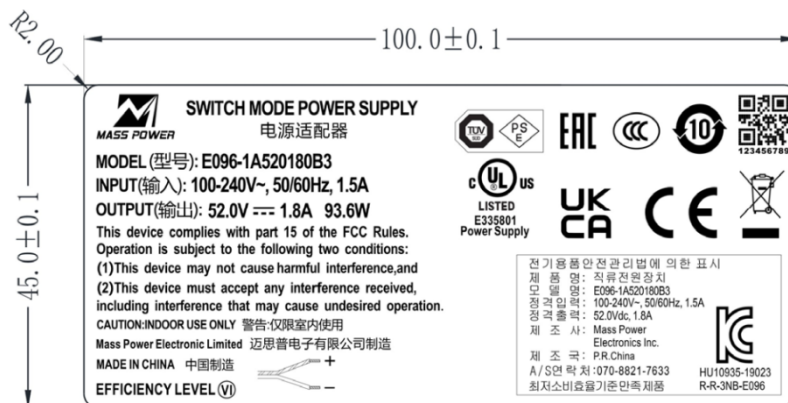 R2.00
100.0±0.1
45.0±0.1
MASS POWER
SWITCH MODE POWER SUPPLY
电源适配器
MODEL(型号): E096-1A520180B3
INPUT(输入): 100-240V~, 50/60Hz, 1.5A
OUTPUT(输出): 52.0V⎓1.8A 93.6W
This device complies with part 15 of the FCC Rules.
Operation is subject to the following two conditions:
(1)This device may not cause harmful interference,and
(2)This device must accept any interference received,
including interference that may cause undesired operation.
CAUTION:INDOOR USE ONLY 警告:仅限室内使用
Mass Power Electronic Limited 迈思普电子有限公司制造
MADE IN CHINA 中国制造
+
−
EFFICIENCY LEVEL VI
TÜV
PS
E
EAC
CCC
10
123456789
c UL US
LISTED
E335801
Power Supply
UK
CA
CE
전기용품안전관리법에 의한 표시
제 품 명: 직류전원장치
모 델 명: E096-1A520180B3
정격입력: 100-240V~, 50/60Hz, 1.5A
정격출력: 52.0Vdc, 1.8A
제 조 사: Mass Power
Electronics Inc.
제 조 국: P.R.China
A/S연락처:070-8821-7633
최저소비효율기준만족제품
HU10935-19023
R-R-3NB-E096